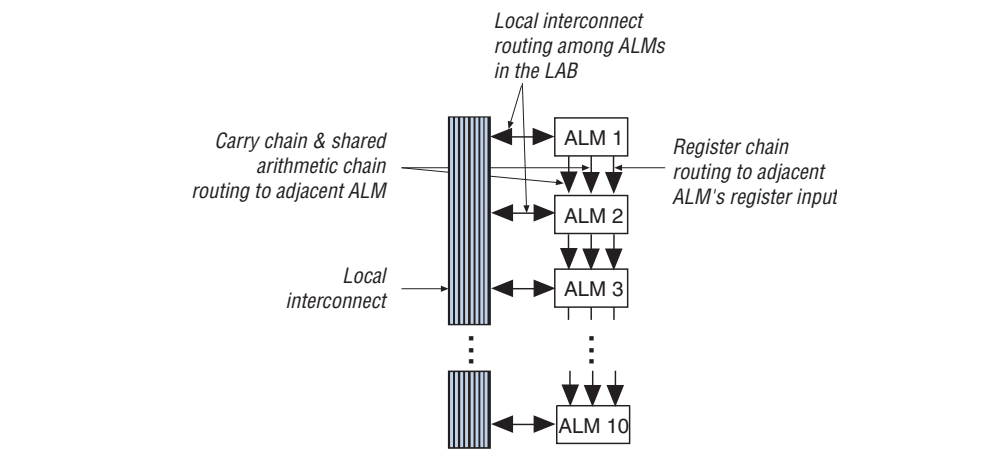 Local interconnect
routing among ALMs
in the LAB
Carry chain & shared
arithmetic chain
routing to adjacent ALM
ALM 1
Register chain
routing to adjacent
ALM's register input
ALM 2
Local
interconnect
ALM 3
ALM 10